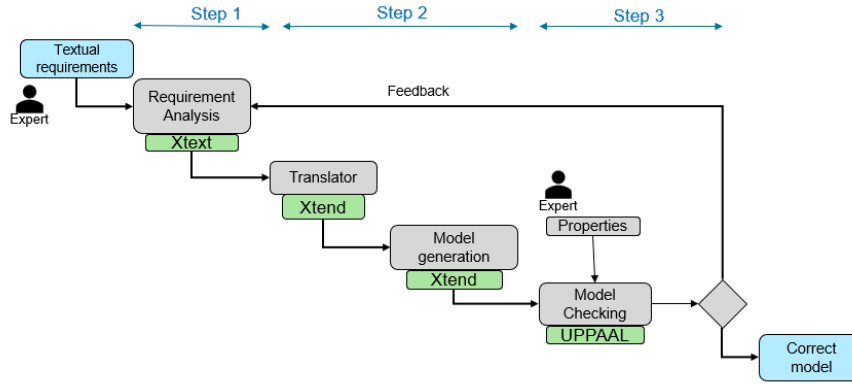 Step 1
Step 2
Step 3
Textual
requirements
Expert
Requirement
Analysis
Xtext
Feedback
Translator
Xtend
Model
generation
Xtend
Expert
Properties
Model
Checking
UPPAAL
Correct
model